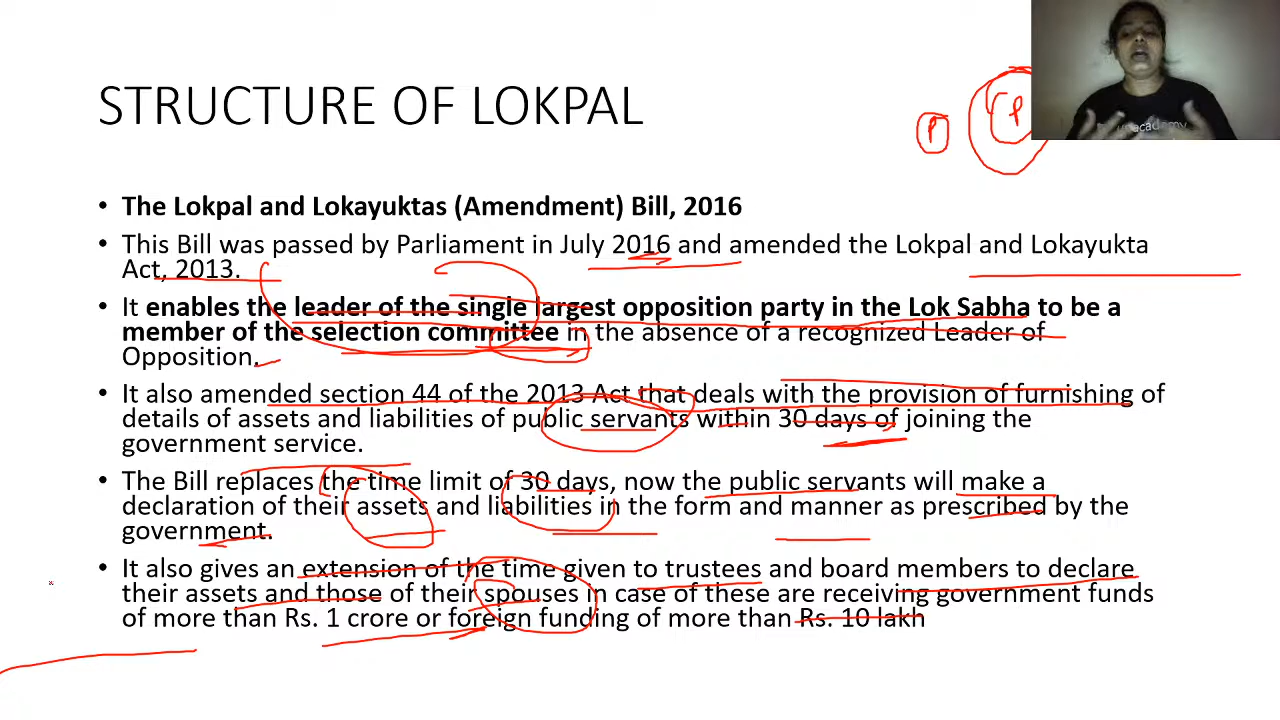 STRUCTURE OF LOKPAL
P
P
academy
• The Lokpal and Lokayuktas (Amendment) Bill, 2016
• This Bill was passed by Parliament in July 2016 and amended the Lokpal and Lokayukta
Act, 2013.
• It enables the leader of the single largest opposition party in the Lok Sabha to be a
member of the selection committee in the absence of a recognized Leader of
Opposition.
• It also amended section 44 of the 2013 Act that deals with the provision of furnishing of
details of assets and liabilities of public servants within 30 days of joining the
government service.
• The Bill replaces the time limit of 30 days, now the public servants will make a
declaration of their assets and liabilities in the form and manner as prescribed by the
government.
• It also gives an extension of the time given to trustees and board members to declare
their assets and those of their spouses in case of these are receiving government funds
of more than Rs. 1 crore or foreign funding of more than Rs. 10 lakh